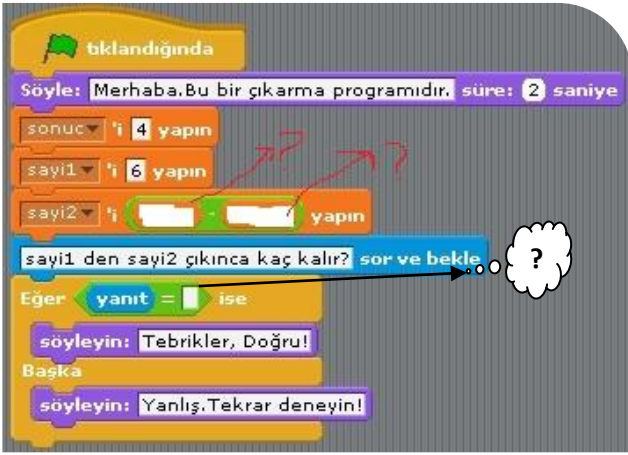 tıklandığında
Söyle: Merhaba.Bu bir çıkarma programıdır. süre: 2 saniye
sonuc 'i 4 yapın
sayi1 'i 6 yapın
? ?
sayi2 'i - yapın
sayi1 den sayi2 çıkınca kaç kalır? sor ve bekle
?
Eğer yanıt = ise
söyleyin: Tebrikler, Doğru!
Başka
söyleyin: Yanlış.Tekrar deneyin!